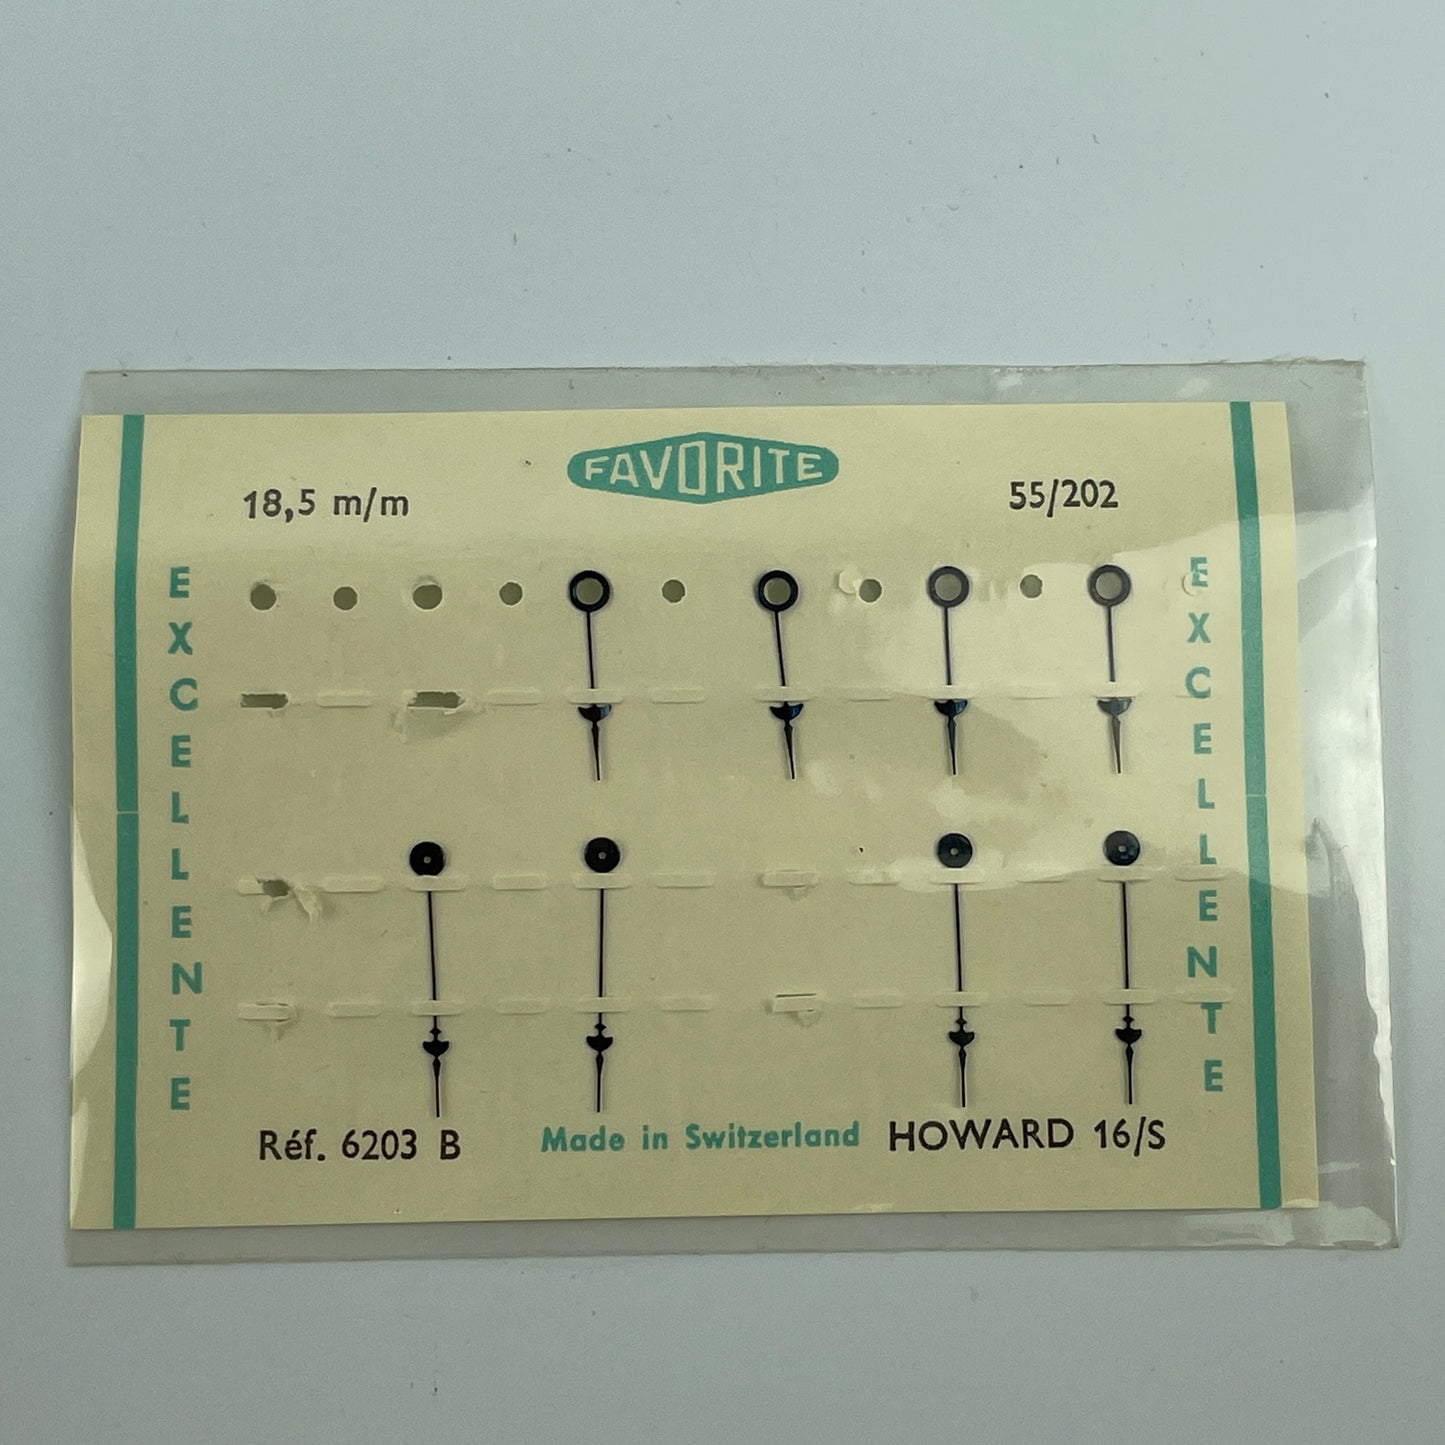 FAVORITE
18,5 m/m
55/202
EXCELLENTE
EXCELLENTE
Réf. 6203 B
Made in Switzerland
HOWARD 16/S